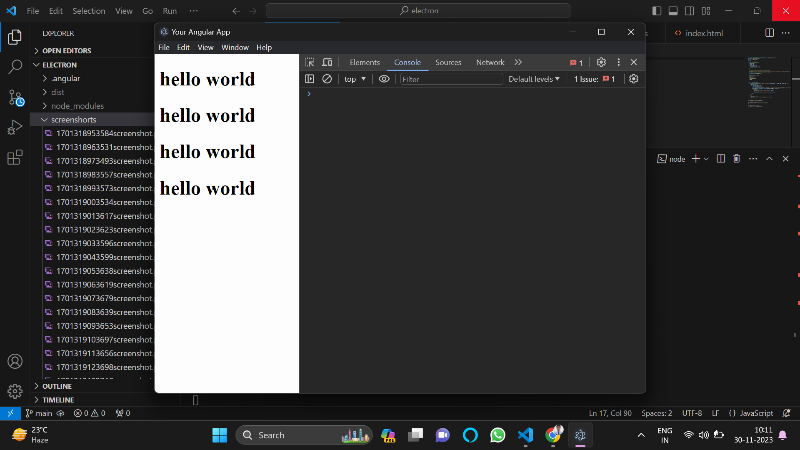 File Edit Selection View Go Run ···
electron
EXPLORER
OPEN EDITORS
ELECTRON
.angular
dist
node_modules
screenshorts
1701318953584screenshot.
1701318963531screenshot.
1701318973493screenshot.
1701318983557screenshot.
1701318993573screenshot.
1701319003534screenshot.
1701319013617screenshot.
1701319023623screenshot.
1701319033596screenshot.
1701319043599screenshot.
1701319053638screenshot.
1701319063619screenshot.
1701319073679screenshot.
1701319083639screenshot.
1701319093653screenshot.
1701319103697screenshot.
1701319113656screenshot.
1701319123698screenshot.
OUTLINE
TIMELINE
index.html
node
Your Angular App
File Edit View Window Help
hello world
hello world
hello world
hello world
Elements Console Sources Network 1
top Filter Default levels 1 Issue: 1
main 0 0 0 Ln 17, Col 90 Spaces: 2 UTF-8 LF {} JavaScript
23°C
Haze
Search
ENG
IN
10:11
30-11-2023